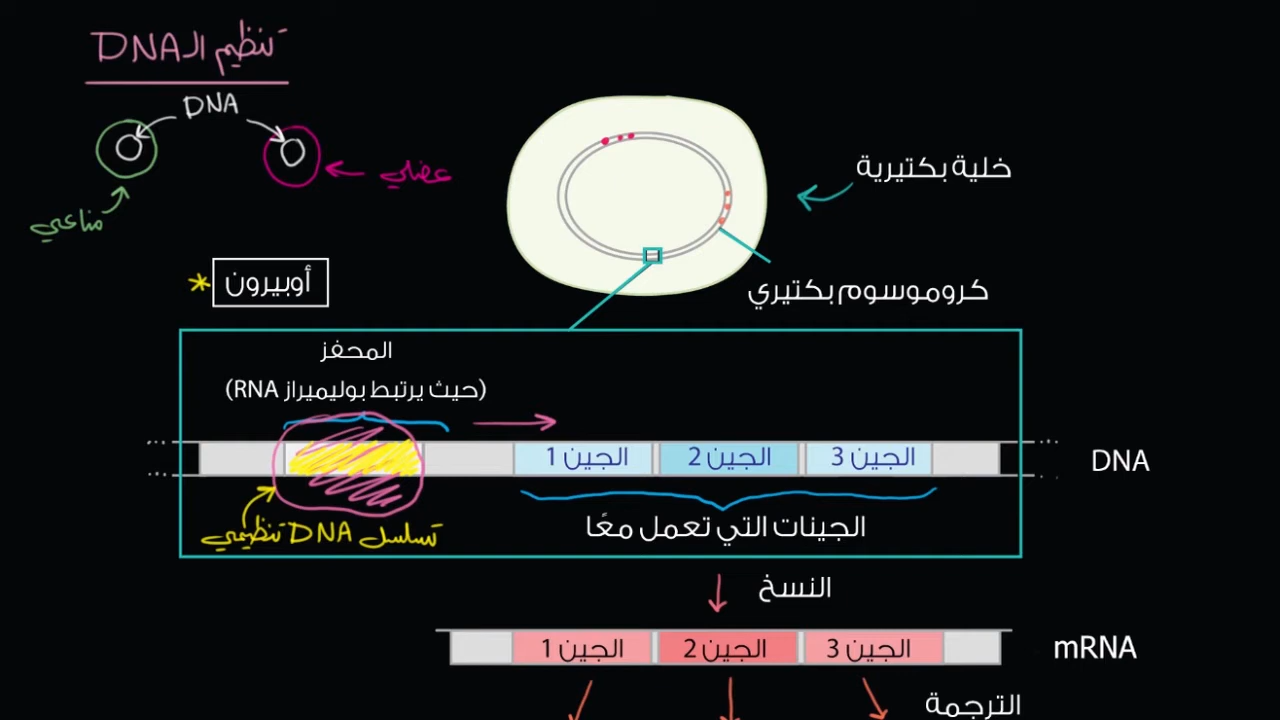 تنظيم الـDNA
DNA
عضلي
مناعي
خلية بكتيرية
كروموسوم بكتيري
* أوبيرون
المحفز
(حيث يرتبط بوليميراز RNA)
الجين 1 الجين 2 الجين 3
DNA
تسلسل DNA تنظيمي
الجينات التي تعمل معًا
النسخ
الجين 1 الجين 2 الجين 3
mRNA
الترجمة